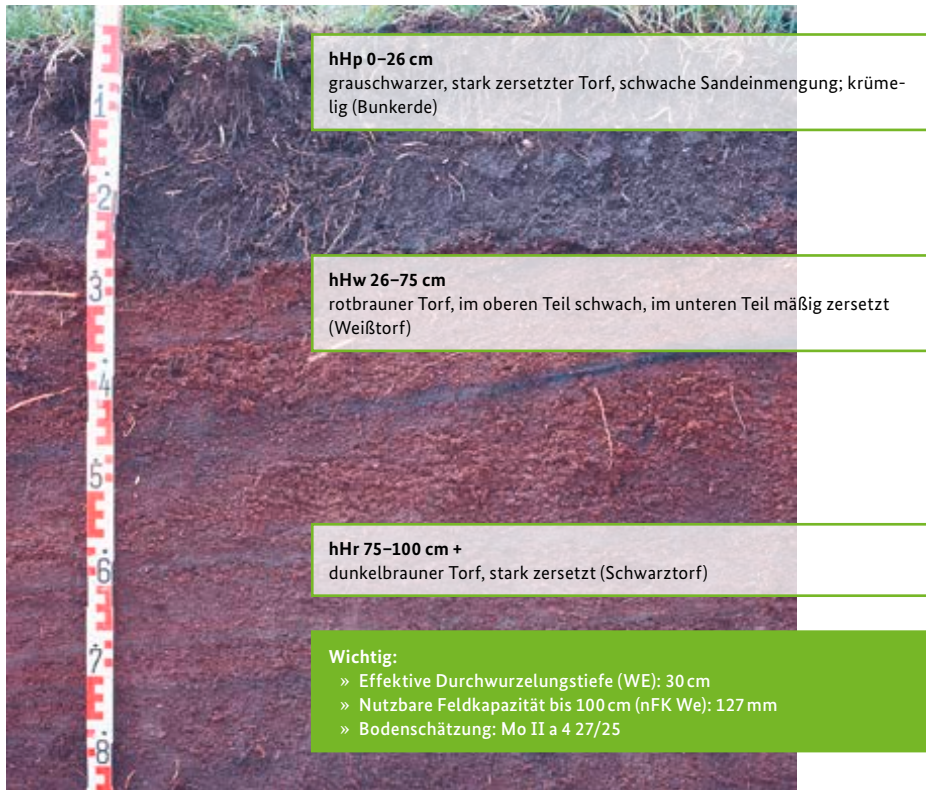 hHp 0–26 cm
grauschwarzer, stark zersetzter Torf, schwache Sandeinmengung; krüme-
lig (Bunkerde)
1
2
hHw 26–75 cm
rotbrauner Torf, im oberen Teil schwach, im unteren Teil mäßig zersetzt
(Weißtorf)
3
4
5
hHr 75–100 cm +
dunkelbrauner Torf, stark zersetzt (Schwarztorf)
6
Wichtig:
» Effektive Durchwurzelungstiefe (WE): 30 cm
» Nutzbare Feldkapazität bis 100 cm (nFK We): 127 mm
» Bodenschätzung: Mo II a 4 27/25
7
8